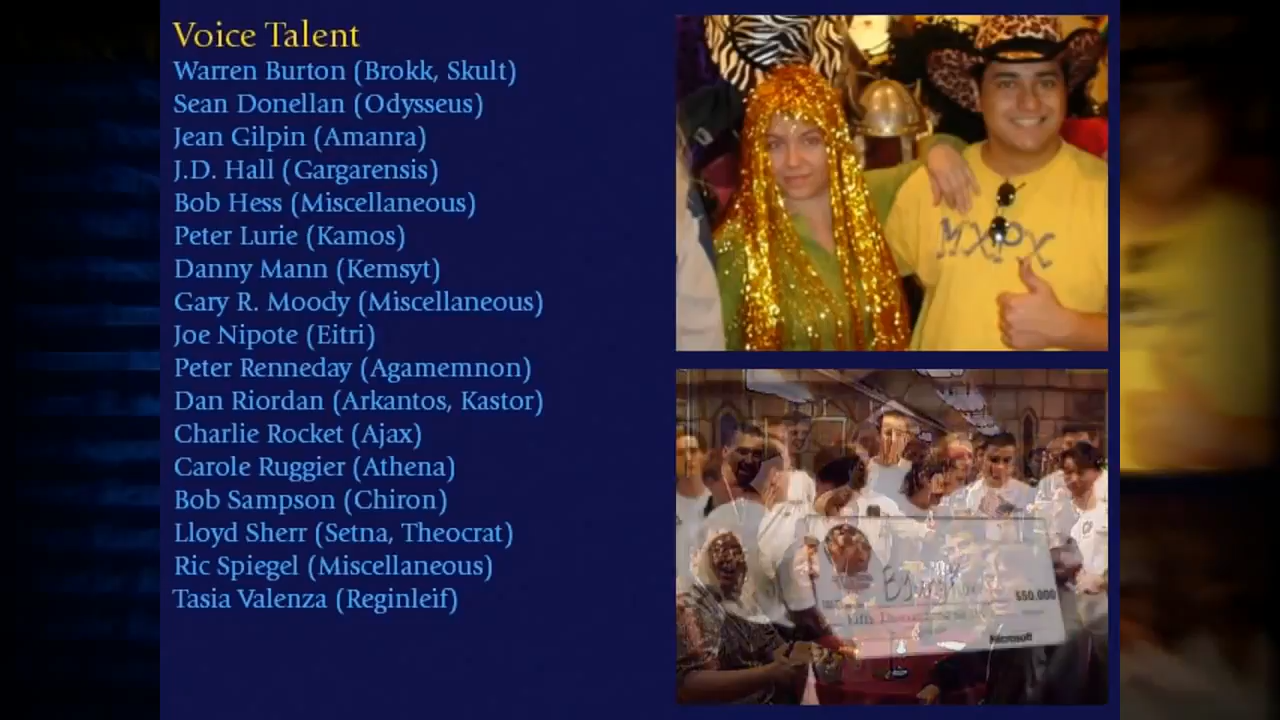 Voice Talent
Warren Burton (Brokk, Skult)
Sean Donellan (Odysseus)
Jean Gilpin (Amanra)
J.D. Hall (Gargarensis)
Bob Hess (Miscellaneous)
Peter Lurie (Kamos)
Danny Mann (Kemsyt)
Gary R. Moody (Miscellaneous)
Joe Nipote (Eitri)
Peter Renneday (Agamemnon)
Dan Riordan (Arkantos, Kastor)
Charlie Rocket (Ajax)
Carole Ruggier (Athena)
Bob Sampson (Chiron)
Lloyd Sherr (Setna, Theocrat)
Ric Spiegel (Miscellaneous)
Tasia Valenza (Reginleif)
MXPX
$50,000
Microsoft